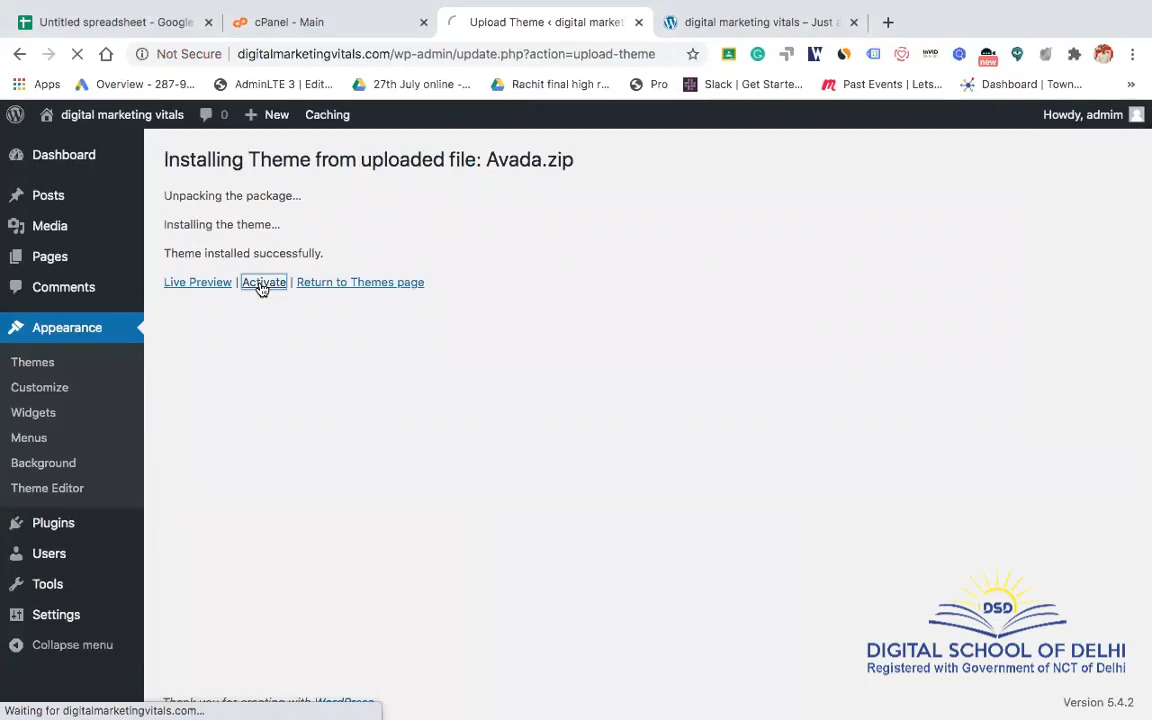 Untitled spreadsheet - Google
cPanel - Main
Upload Theme < digital market
digital marketing vitals – Just a
Not Secure
digitalmarketingvitals.com/wp-admin/update.php?action=upload-theme
new
Apps
Overview - 287-9...
AdminLTE 3 | Edit...
27th July online -...
Rachit final high r...
Pro
Slack | Get Starte...
Past Events | Lets...
Dashboard | Town...
digital marketing vitals
0
New
Caching
Howdy, admim
Dashboard
Posts
Media
Pages
Comments
Appearance
Themes
Customize
Widgets
Menus
Background
Theme Editor
Plugins
Users
Tools
Settings
Collapse menu
Installing Theme from uploaded file: Avada.zip
Unpacking the package...
Installing the theme...
Theme installed successfully.
Live Preview | Activate | Return to Themes page
DSD
DIGITAL SCHOOL OF DELHI
Registered with Government of NCT of Delhi
Thank you for creating with WordPress
Version 5.4.2
Waiting for digitalmarketingvitals.com...